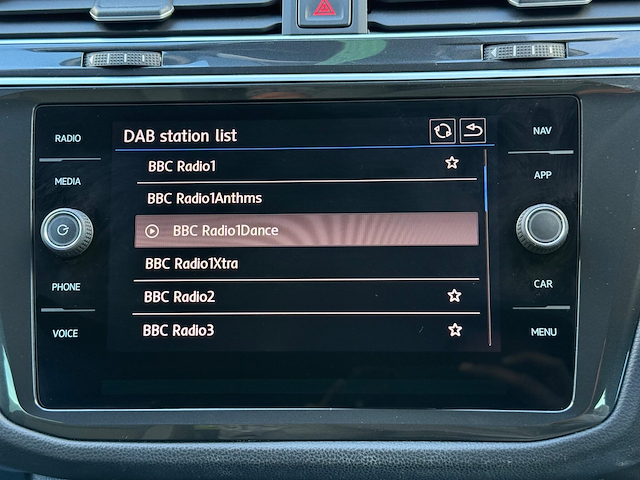 RADIO
MEDIA
PHONE
VOICE
DAB station list
BBC Radio1
BBC Radio1Anthms
BBC Radio1Dance
BBC Radio1Xtra
BBC Radio2
BBC Radio3
NAV
APP
CAR
MENU